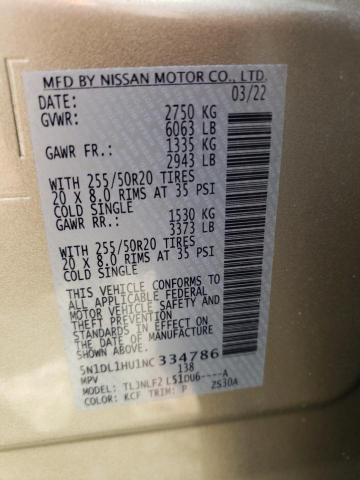 MFD BY NISSAN MOTOR CO., LTD.
DATE: 03/22
GVWR: 2750 KG
6063 LB
GAWR FR.: 1335 KG
2943 LB
WITH 255/50R20 TIRES
20 X 8.0 RIMS AT 35 PSI
COLD SINGLE
GAWR RR.: 1530 KG
3373 LB
WITH 255/50R20 TIRES
20 X 8.0 RIMS AT 35 PSI
COLD SINGLE
THIS VEHICLE CONFORMS TO
ALL APPLICABLE FEDERAL
MOTOR VEHICLE SAFETY AND
THEFT PREVENTION
STANDARDS IN EFFECT ON
THE DATE OF MANUFACTURE
SHOWN ABOVE.
5N1DL1HU1NC334786
MPV 138
MODEL: TLJNLF2 L51DU6----A
COLOR: KCF TRIM: P 2S30A